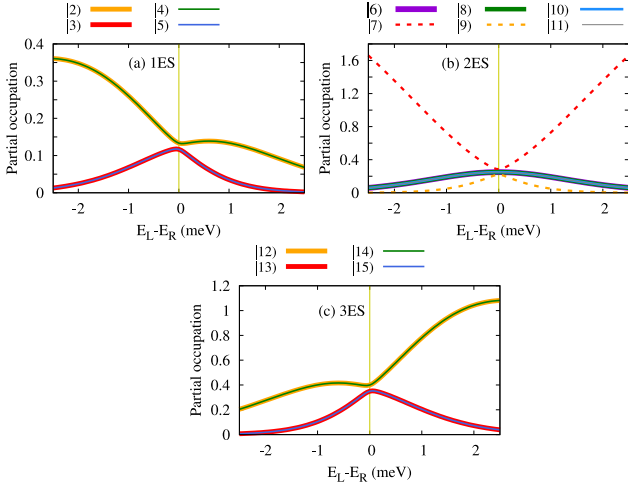 |2) |4)
|3) |5)
(a) 1ES
Partial occupation
0.4
0.3
0.2
0.1
0
-2 -1 0 1 2
E_L-E_R (meV)
|6) |8) |10)
|7) |9) |11)
(b) 2ES
Partial occupation
1.6
1.2
0.8
0.4
0
-2 -1 0 1 2
E_L-E_R (meV)
|12) |14)
|13) |15)
(c) 3ES
Partial occupation
1.2
1
0.8
0.6
0.4
0.2
0
-2 -1 0 1 2
E_L-E_R (meV)